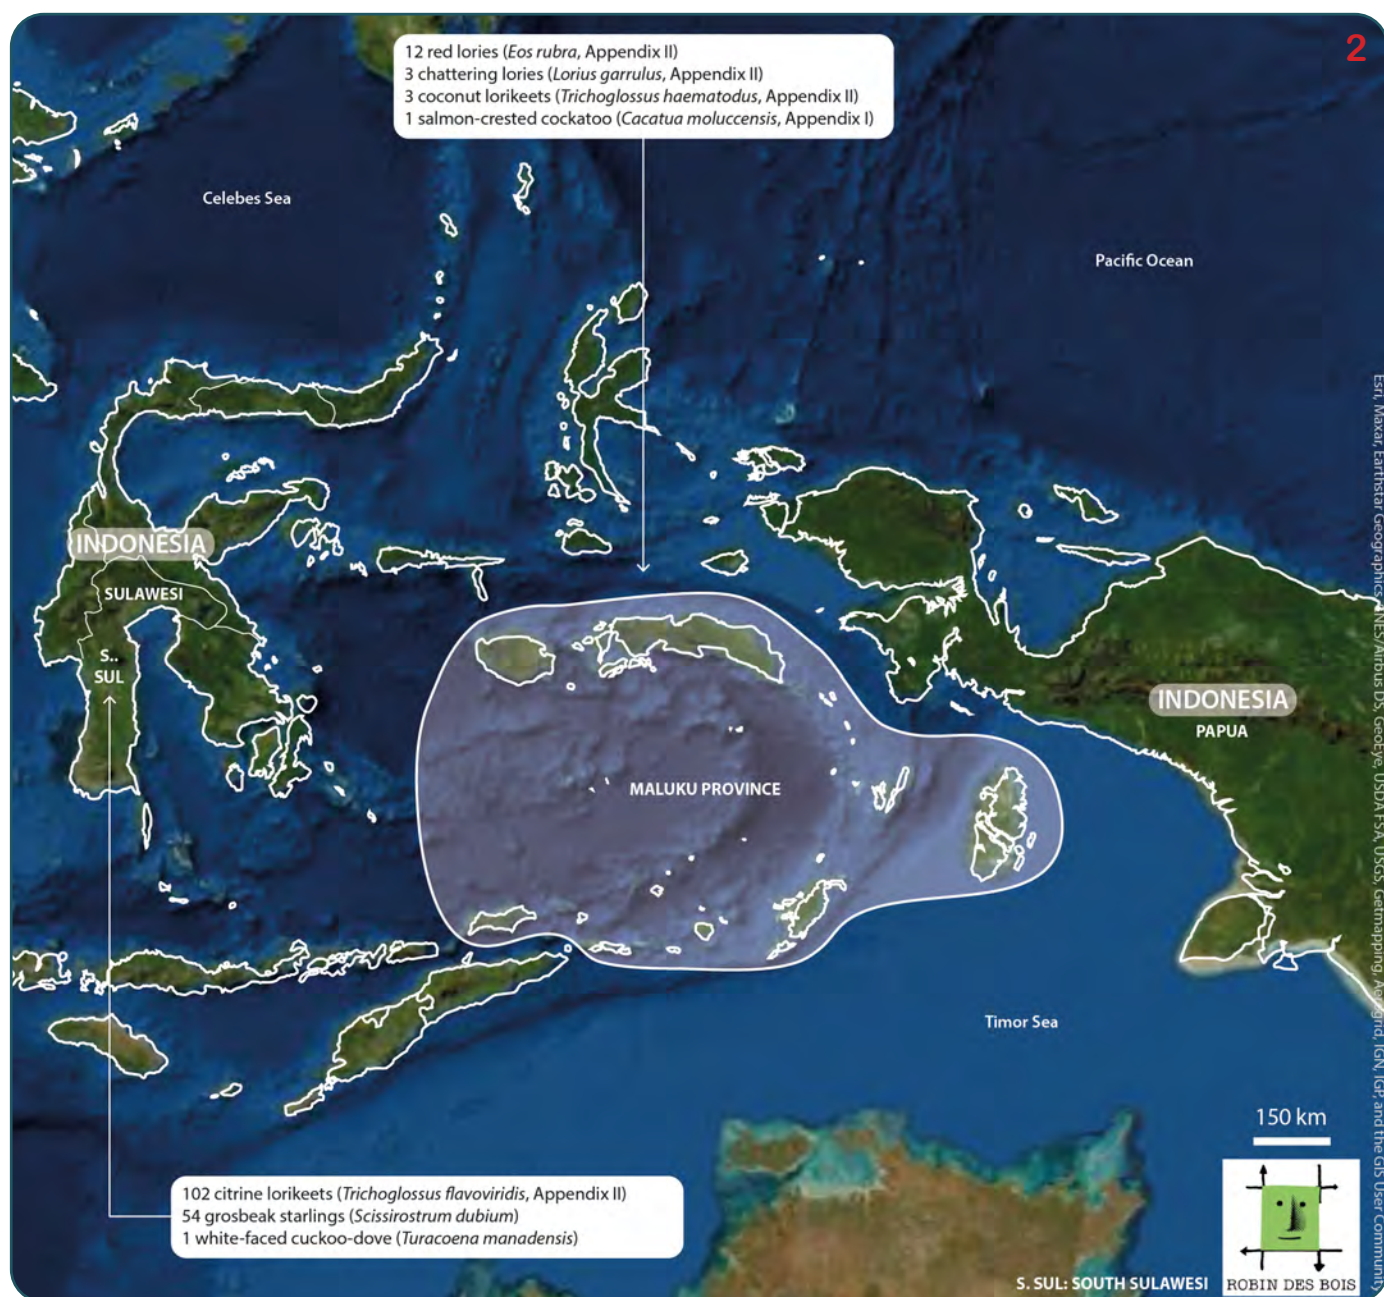 2
12 red lories (Eos rubra, Appendix II)
3 chattering lories (Lorius garrulus, Appendix II)
3 coconut lorikeets (Trichoglossus haematodus, Appendix II)
1 salmon-crested cockatoo (Cacatua moluccensis, Appendix I)
Celebes Sea
Pacific Ocean
INDONESIA
SULAWESI
S..
SUL
INDONESIA
PAPUA
MALUKU PROVINCE
Timor Sea
150 km
102 citrine lorikeets (Trichoglossus flavoviridis, Appendix II)
54 grosbeak starlings (Scissirostrum dubium)
1 white-faced cuckoo-dove (Turacoena manadensis)
S. SUL: SOUTH SULAWESI
ROBIN DES BOIS
Esri, Maxar, Earthstar Geographics, CNES/Airbus DS, GeoEye, USDA FSA, USGS, Getmapping, Aerogrid, IGN, IGP, and the GIS User Community